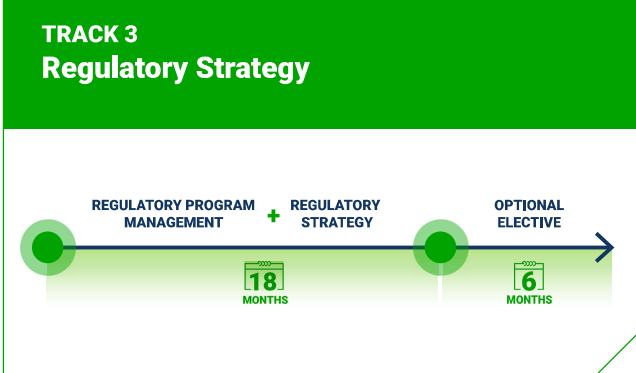 TRACK 3
Regulatory Strategy
REGULATORY PROGRAM
MANAGEMENT
+
REGULATORY
STRATEGY
OPTIONAL
ELECTIVE
18
MONTHS
6
MONTHS